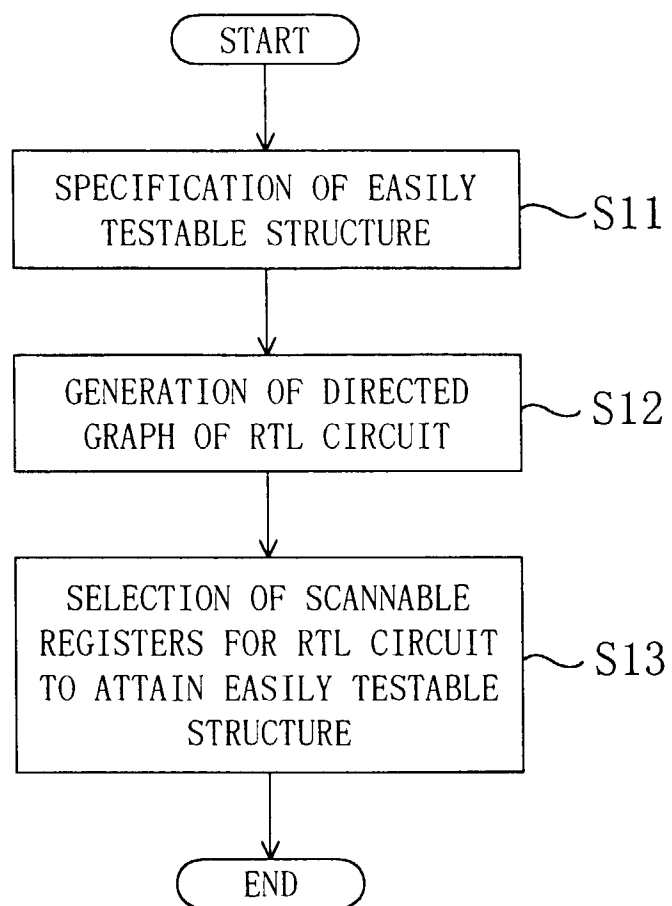 START
SPECIFICATION OF EASILY
TESTABLE STRUCTURE
S11
GENERATION OF DIRECTED
GRAPH OF RTL CIRCUIT
S12
SELECTION OF SCANNABLE
REGISTERS FOR RTL CIRCUIT
TO ATTAIN EASILY TESTABLE
STRUCTURE
S13
END